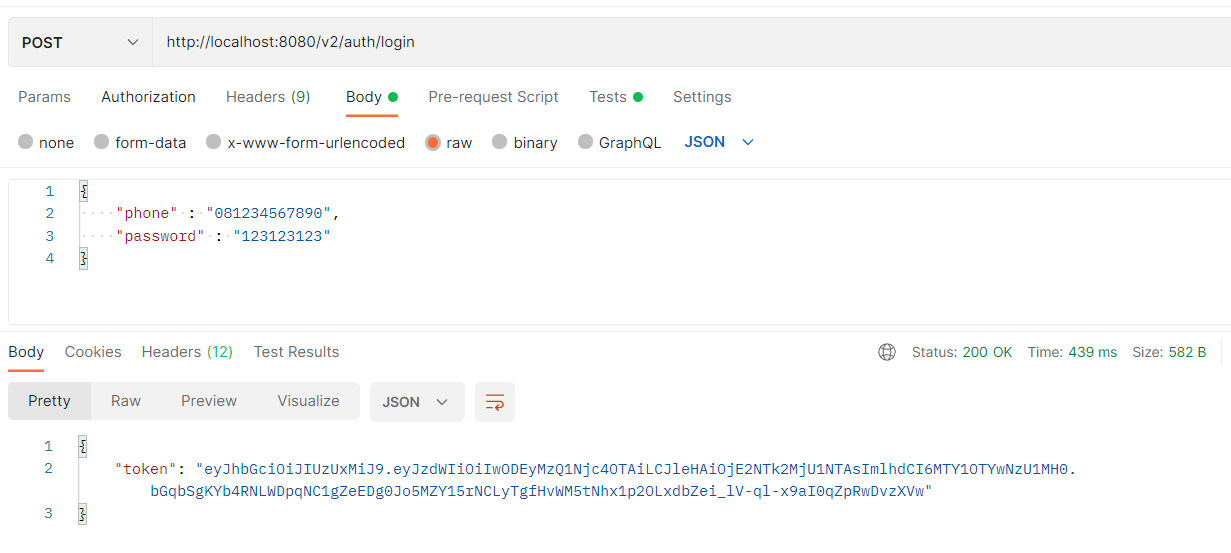 POST http://localhost:8080/v2/auth/login
Params Authorization Headers (9) Body Pre-request Script Tests Settings
none form-data x-www-form-urlencoded raw binary GraphQL JSON
1 {
2 "phone" : "081234567890",
3 "password" : "123123123"
4 }
Body Cookies Headers (12) Test Results Status: 200 OK Time: 439 ms Size: 582 B
Pretty Raw Preview Visualize JSON
1 {
2 "token": "eyJhbGciOiJIUzUxMiJ9.eyJzdWIiOiIwODEyMzQ1Njc4OTAiLCJleHAiOjE2NTk2MjU1NTAsImlhdCI6MTY1OTYwNzU1MH0.
bGqbSgKYb4RNLWDpqNC1gZeEDg0Jo5MZY15rNCLyTgfHvWM5tNhx1p2OLxdbZei_lV-ql-x9aI0qZpRwDvzXVw"
3 }